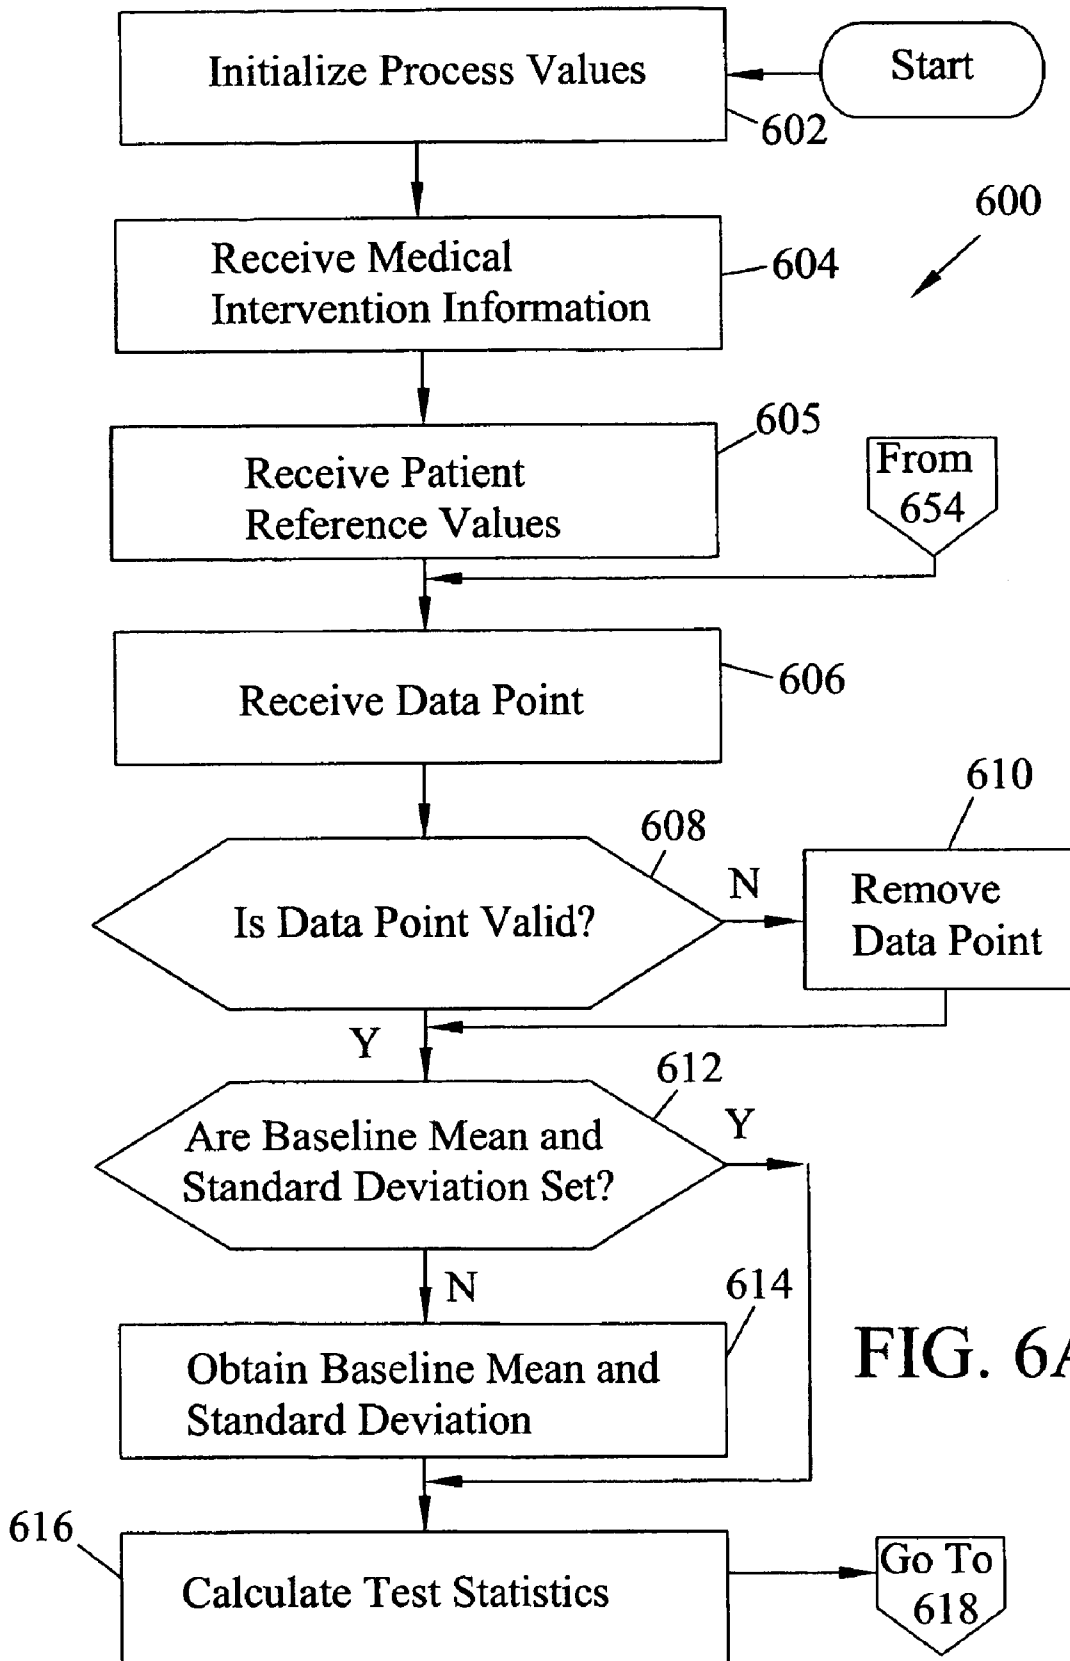 Initialize Process Values
Start
602
600
Receive Medical
Intervention Information
604
605
Receive Patient
Reference Values
From
654
Receive Data Point
606
610
608
Is Data Point Valid?
N
Remove
Data Point
Y
612
Are Baseline Mean and
Standard Deviation Set?
Y
N
614
Obtain Baseline Mean and
Standard Deviation
FIG. 6A
616
Calculate Test Statistics
Go To
618